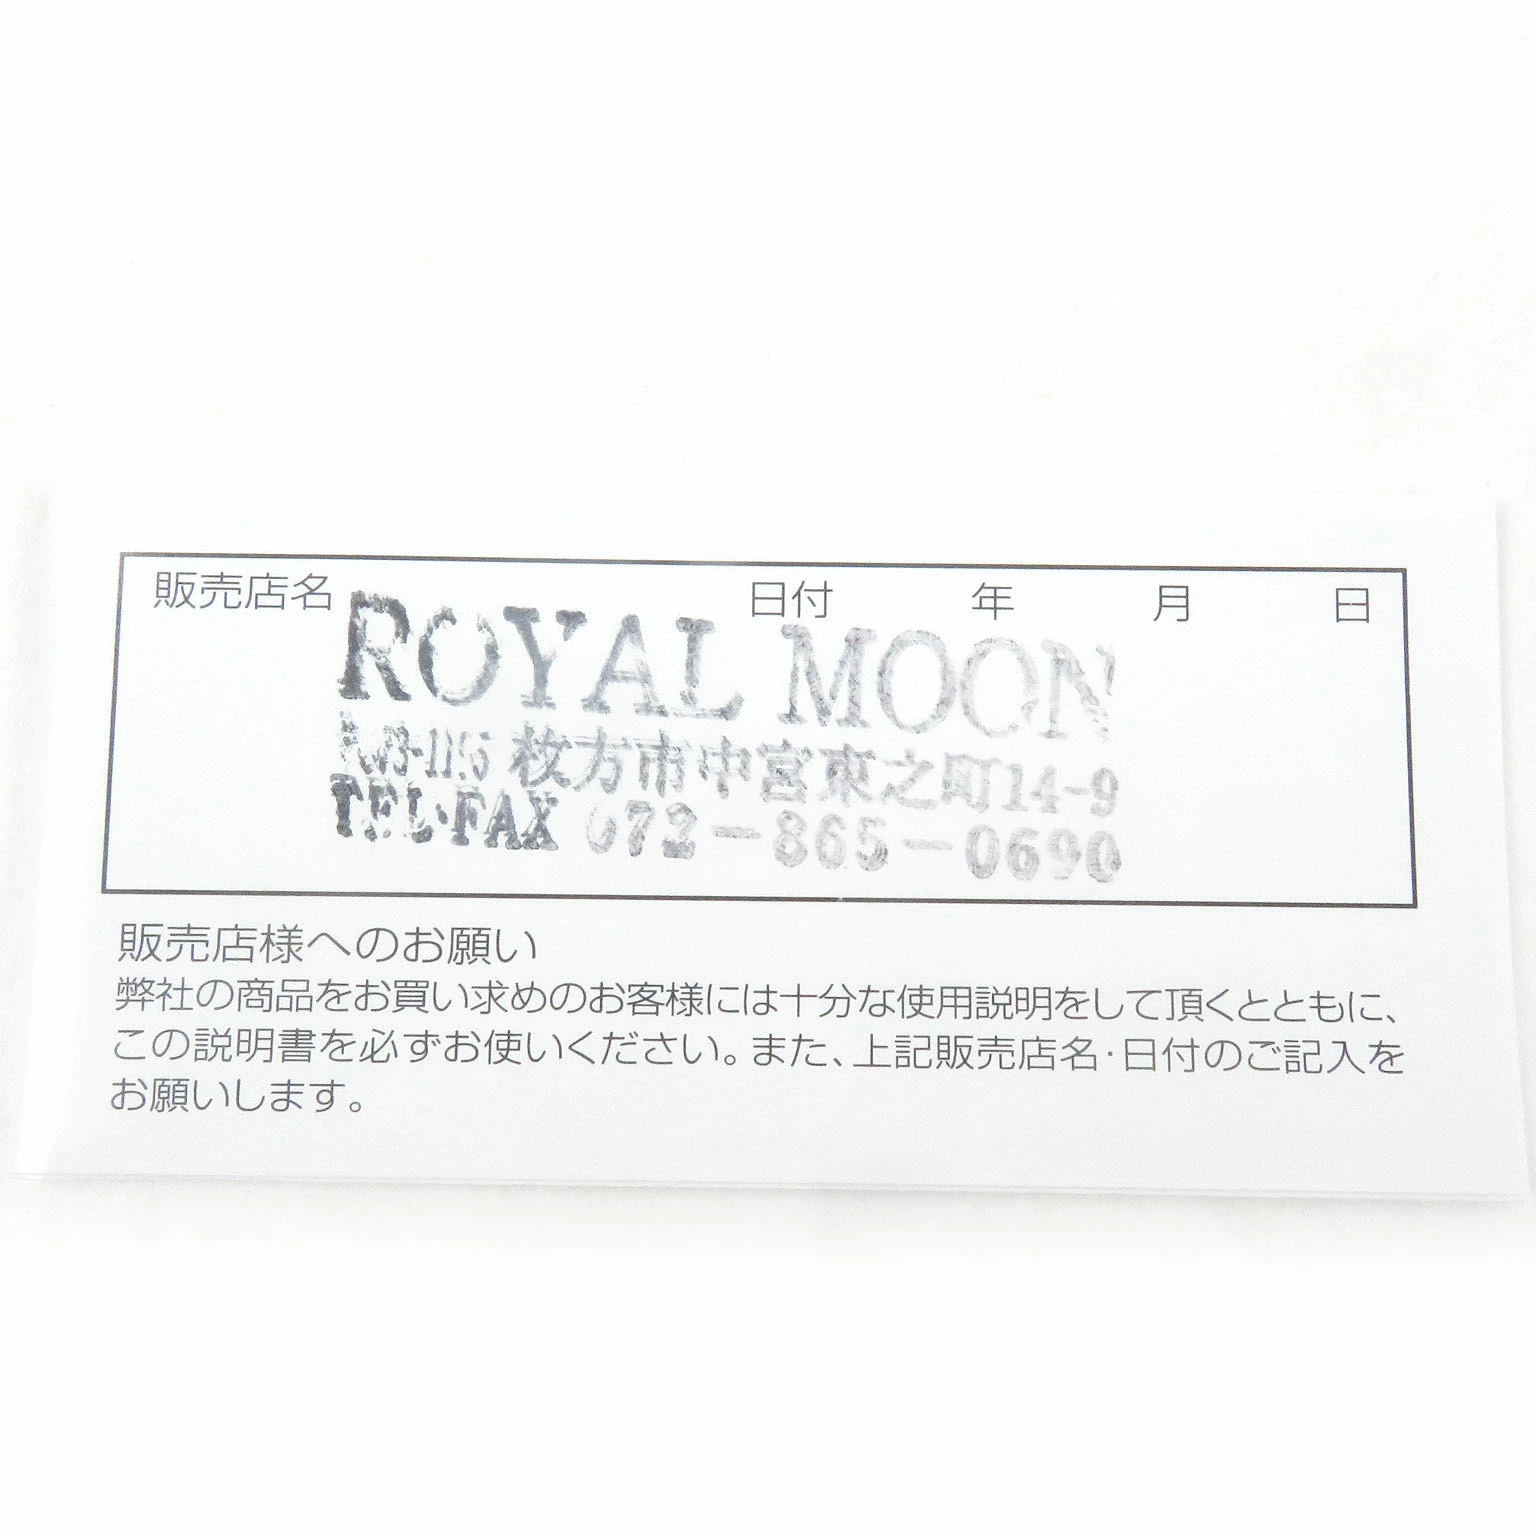 販売店名 日付 年 月 日
ROYAL MOON
枚方市中宮東之町14-9
TEL・FAX 072-865-0690
販売店様へのお願い
弊社の商品をお買い求めのお客様には十分な使用説明をして頂くとともに、
この説明書を必ずお使いください。また、上記販売店名・日付のご記入を
お願いします。